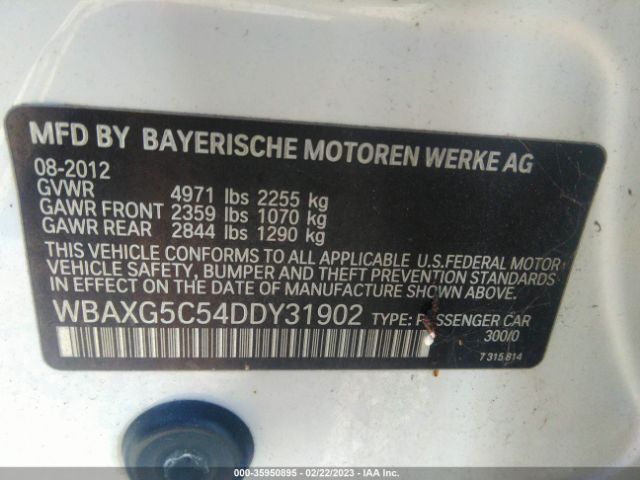 MFD BY BAYERISCHE MOTOREN WERKE AG
08-2012
GVWR 4971 lbs 2255 kg
GAWR FRONT 2359 lbs 1070 kg
GAWR REAR 2844 lbs 1290 kg
THIS VEHICLE CONFORMS TO ALL APPLICABLE U.S.FEDERAL MOTOR
VEHICLE SAFETY, BUMPER AND THEFT PREVENTION STANDARDS
IN EFFECT ON THE DATE OF MANUFACTURE SHOWN ABOVE.
WBAXG5C54DDY31902 TYPE: PASSENGER CAR
300/0
7 315 814
000-35950895 - 02/22/2023 - IAA Inc.